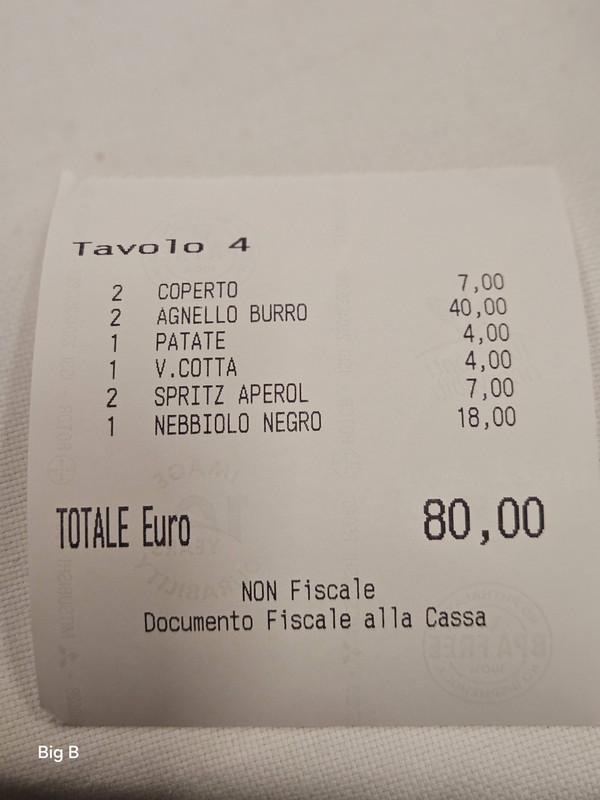 Tavolo 4
2 COPERTO 7,00
2 AGNELLO BURRO 40,00
1 PATATE 4,00
1 V.COTTA 4,00
2 SPRITZ APEROL 7,00
1 NEBBIOLO NEGRO 18,00
TOTALE Euro 80,00
NON Fiscale
Documento Fiscale alla Cassa
BPA FREE
Big B